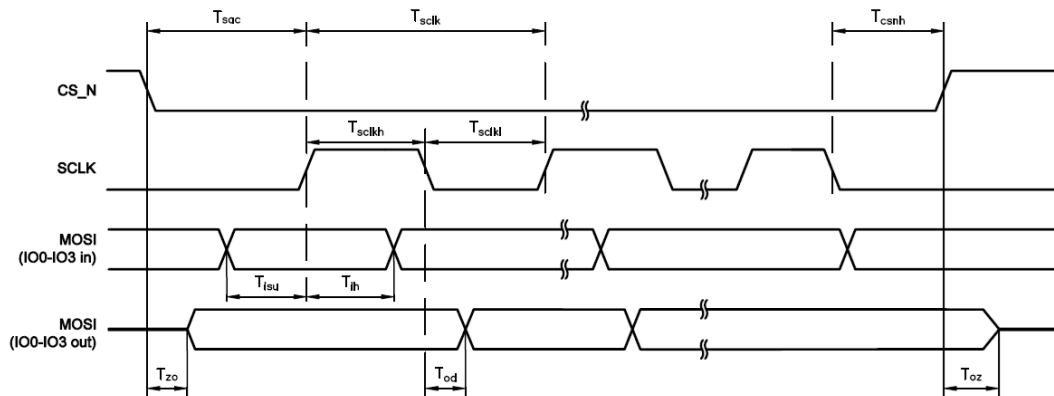 Tsac Tsclk Tcsnh
CS_N
Tsclkh Tsclkl
SCLK
MOSI
(IO0-IO3 in)
Tisu Tih
MOSI
(IO0-IO3 out)
Tzo Tod Toz